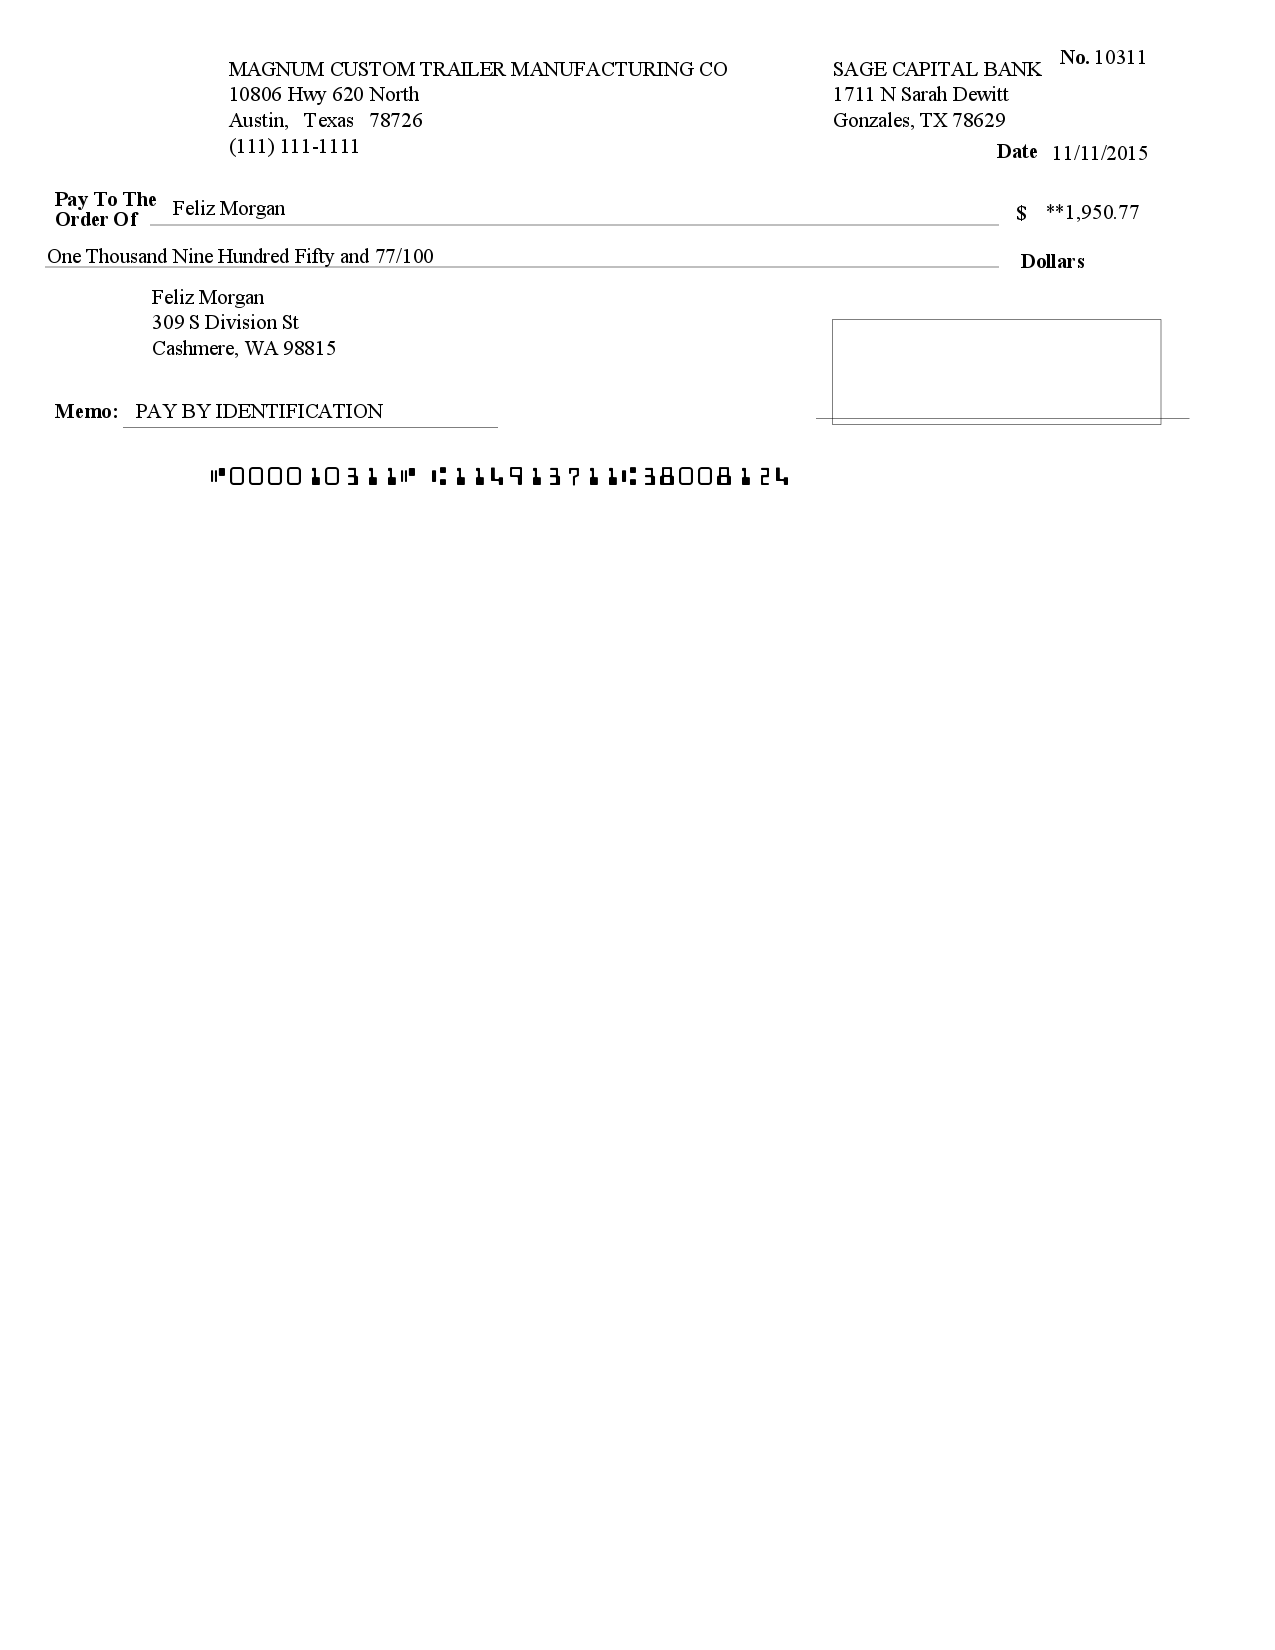 MAGNUM CUSTOM TRAILER MANUFACTURING CO
10806 Hwy 620 North
Austin, Texas 78726
(111) 111-1111
SAGE CAPITAL BANK
1711 N Sarah Dewitt
Gonzales, TX 78629
No. 10311
Date 11/11/2015
Pay To The
Order Of Feliz Morgan $ **1,950.77
One Thousand Nine Hundred Fifty and 77/100 Dollars
Feliz Morgan
309 S Division St
Cashmere, WA 98815
Memo: PAY BY IDENTIFICATION
⑈000010311⑈ ⑆114913711⑆38008124